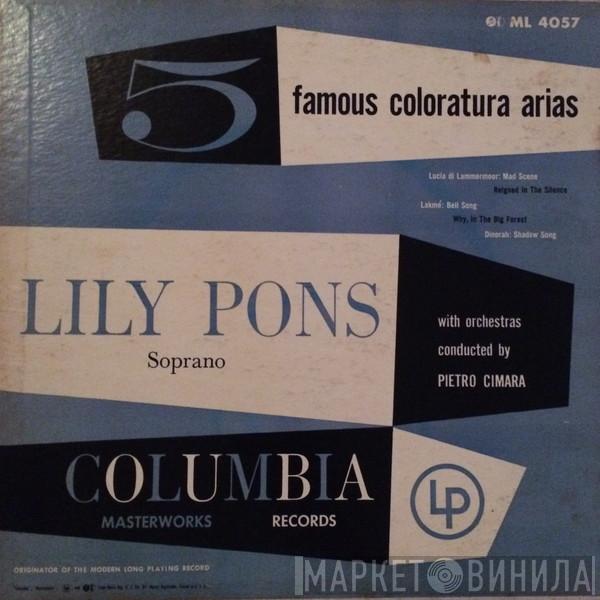 ML 4057
5
famous coloratura arias
Lucia di Lammermoor: Mad Scene
Reigned in The Silence
Lakmé: Bell Song
Why, in The Big Forest
Dinorah: Shadow Song
LILY PONS
Soprano
with orchestras
conducted by
PIETRO CIMARA
COLUMBIA
MASTERWORKS RECORDS
LP
ORIGINATOR OF THE MODERN LONG PLAYING RECORD
МАРКЕТ ВИНИЛА